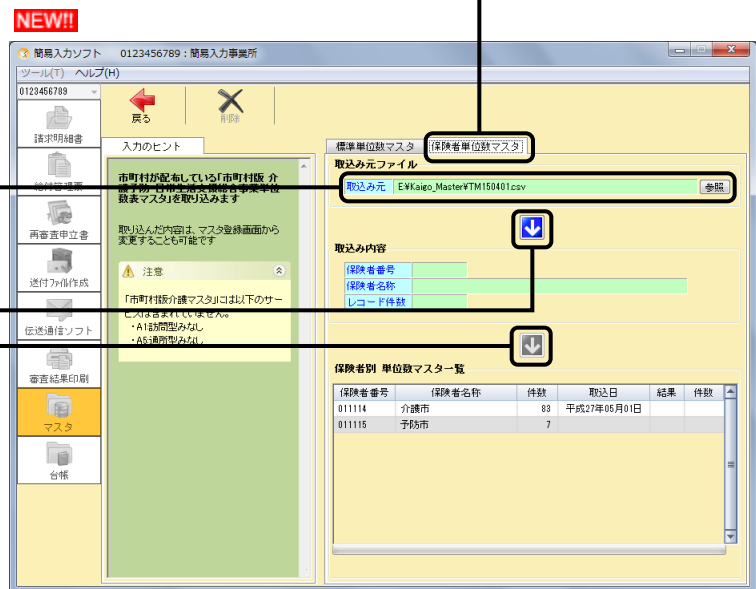 NEW!!
簡易入力ソフト 0123456789：簡易入力事業所
ツール(T) ヘルプ(H)
0123456789
戻る
削除
請求明細書
給付管理票
再審査申立書
送付ﾌｧｲﾙ作成
伝送通信ソフト
審査結果印刷
マスタ
台帳
入力のヒント
市町村が配布している「市町村版 介
護予防・日常生活支援総合事業単位
数表マスタ」を取り込みます
取り込んだ内容は、マスタ登録画面から
変更することも可能です
注意
「市町村版介護マスタ」には以下のサー
ビスは含まれていません。
・A1訪問型みなし
・A5通所型みなし
標準単位数マスタ
保険者単位数マスタ
取込み元ファイル
取込み元 E:¥Kaigo_Master¥TM150401.csv 参照
取込み内容
保険者番号
保険者名称
レコード件数
保険者別 単位数マスター覧
保険者番号 保険者名称 件数 取込日 結果 件数
011114 介護市 83 平成27年05月01日
011115 予防市 7